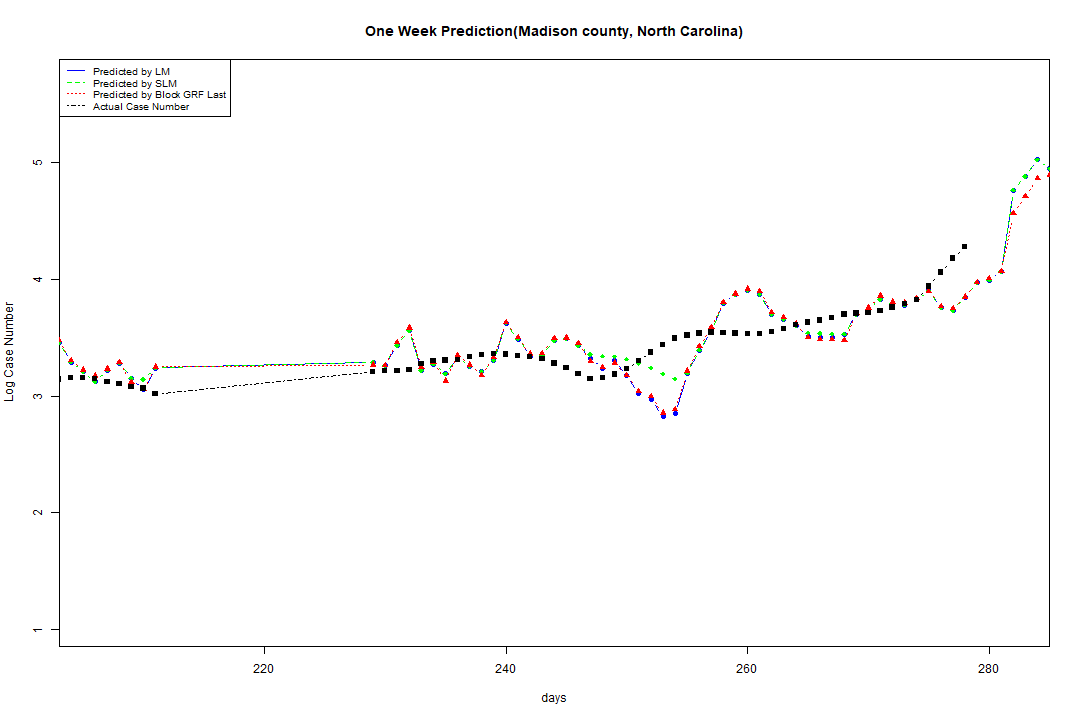 One Week Prediction(Madison county, North Carolina)
Predicted by LM
Predicted by SLM
Predicted by Block GRF Last
Actual Case Number
Log Case Number
5
4
3
2
1
220
240
260
280
days